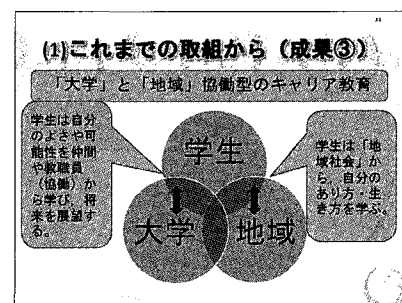 (1)これまでの取組から（成果③）
「大学」と「地域」協働型のキャリア教育
学生は自分
のよさや可
能性を仲間
や教職員
（協働）か
ら学び、将
来を展望す
る。
学生
学生は「地
域社会」か
ら、自分の
あり方・生
き方を学ぶ。
大学
地域